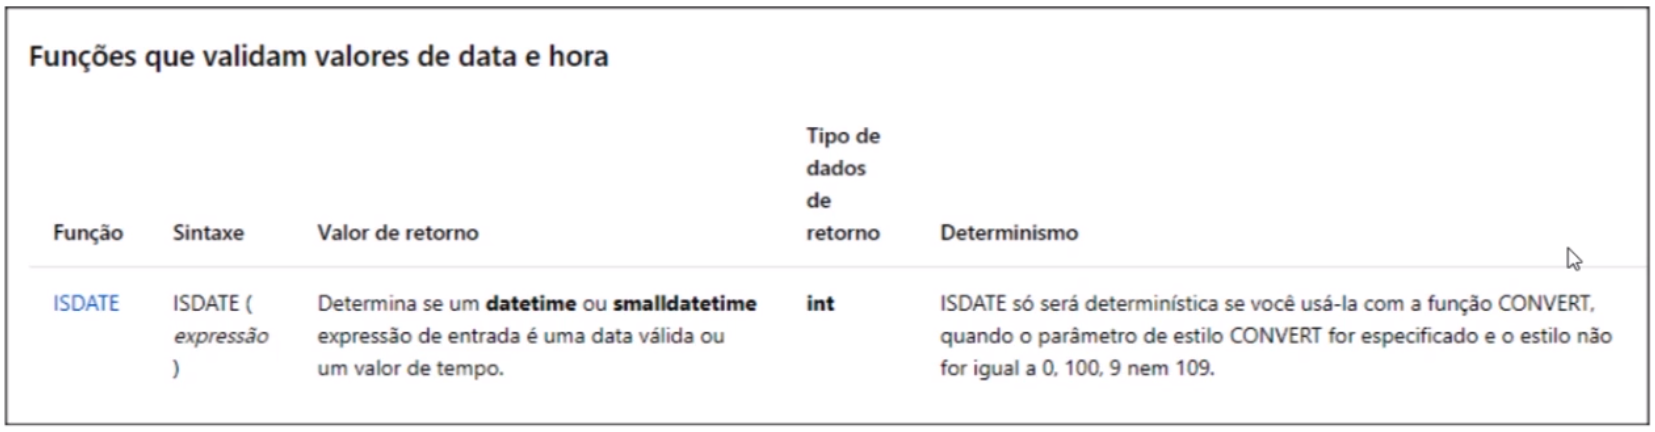 Funções que validam valores de data e hora
Tipo de
dados
de
Função Sintaxe Valor de retorno retorno Determinismo
ISDATE ISDATE ( Determina se um datetime ou smalldatetime int ISDATE só será determinística se você usá-la com a função CONVERT,
expressão expressão de entrada é uma data válida ou quando o parâmetro de estilo CONVERT for especificado e o estilo não
) um valor de tempo. for igual a 0, 100, 9 nem 109.